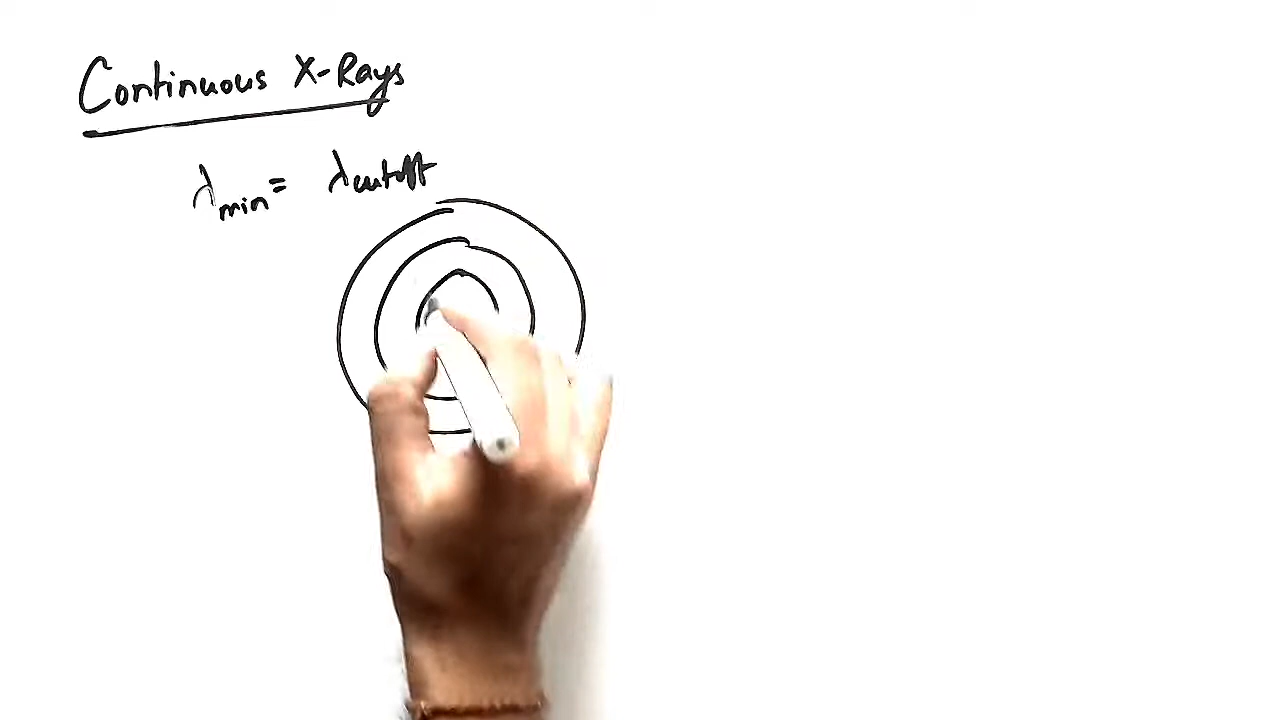 Continuous X-Rays
λmin = λcutoff